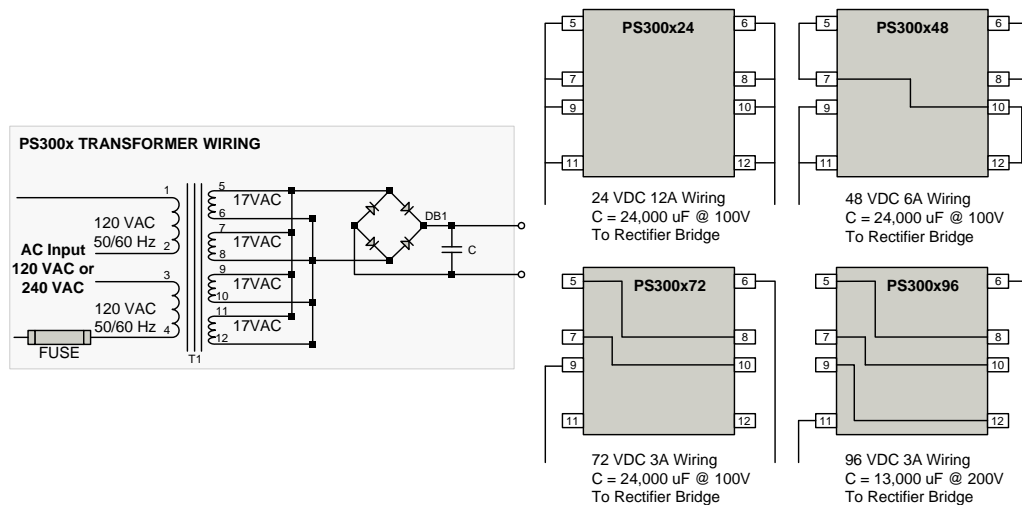 PS300x TRANSFORMER WIRING
AC Input
120 VAC or
240 VAC
1
120 VAC
50/60 Hz
2
3
120 VAC
50/60 Hz
4
FUSE
T1
5
17VAC
6
7
17VAC
8
9
17VAC
10
11
17VAC
12
DB1
C
PS300x24
5
6
7
8
9
10
11
12
24 VDC 12A Wiring
C = 24,000 uF @ 100V
To Rectifier Bridge
PS300x48
5
6
7
8
9
10
11
12
48 VDC 6A Wiring
C = 24,000 uF @ 100V
To Rectifier Bridge
PS300x72
5
6
7
8
9
10
11
12
72 VDC 3A Wiring
C = 24,000 uF @ 100V
To Rectifier Bridge
PS300x96
5
6
7
8
9
10
11
12
96 VDC 3A Wiring
C = 13,000 uF @ 200V
To Rectifier Bridge